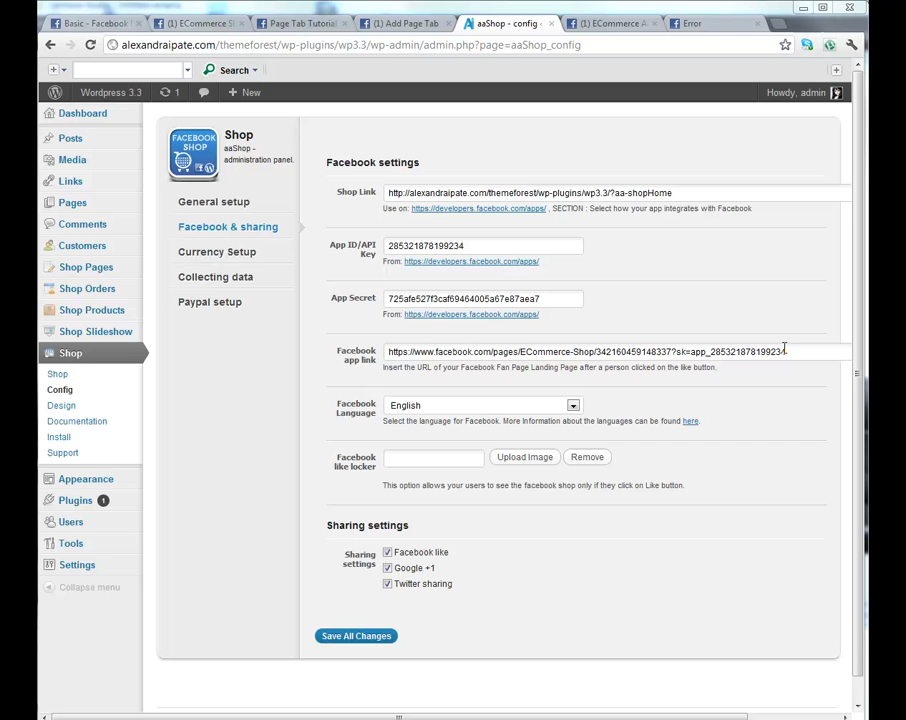 Basic - Facebook
(1) ECommerce S
Page Tab Tutorial
(1) Add Page Tab
aaShop - config
(1) ECommerce A
Error
alexandraipate.com/themeforest/wp-plugins/wp3.3/wp-admin/admin.php?page=aaShop_config
Search
Wordpress 3.3
1
New
Howdy, admin
Dashboard
Posts
Media
Links
Pages
Comments
Customers
Shop Pages
Shop Orders
Shop Products
Shop Slideshow
Shop
Shop
Config
Design
Documentation
Install
Support
Appearance
Plugins 1
Users
Tools
Settings
Collapse menu
FACEBOOK
SHOP
Shop
aaShop -
administration panel.
General setup
Facebook & sharing
Currency Setup
Collecting data
Paypal setup
Facebook settings
Shop Link
http://alexandraipate.com/themeforest/wp-plugins/wp3.3/?aa-shopHome
Use on: https://developers.facebook.com/apps/ , SECTION : Select how your app integrates with Facebook
App ID/API
Key
285321878199234
From: https://developers.facebook.com/apps/
App Secret
725afe527f3caf69464005a67e87aea7
From: https://developers.facebook.com/apps/
Facebook
app link
https://www.facebook.com/pages/ECommerce-Shop/342160459148337?sk=app_285321878199234
Insert the URL of your Facebook Fan Page Landing Page after a person clicked on the like button.
Facebook
Language
English
Select the language for Facebook. More Information about the languages can be found here.
Facebook
like locker
Upload Image
Remove
This option allows your users to see the facebook shop only if they click on Like button.
Sharing settings
Sharing
settings
Facebook like
Google +1
Twitter sharing
Save All Changes